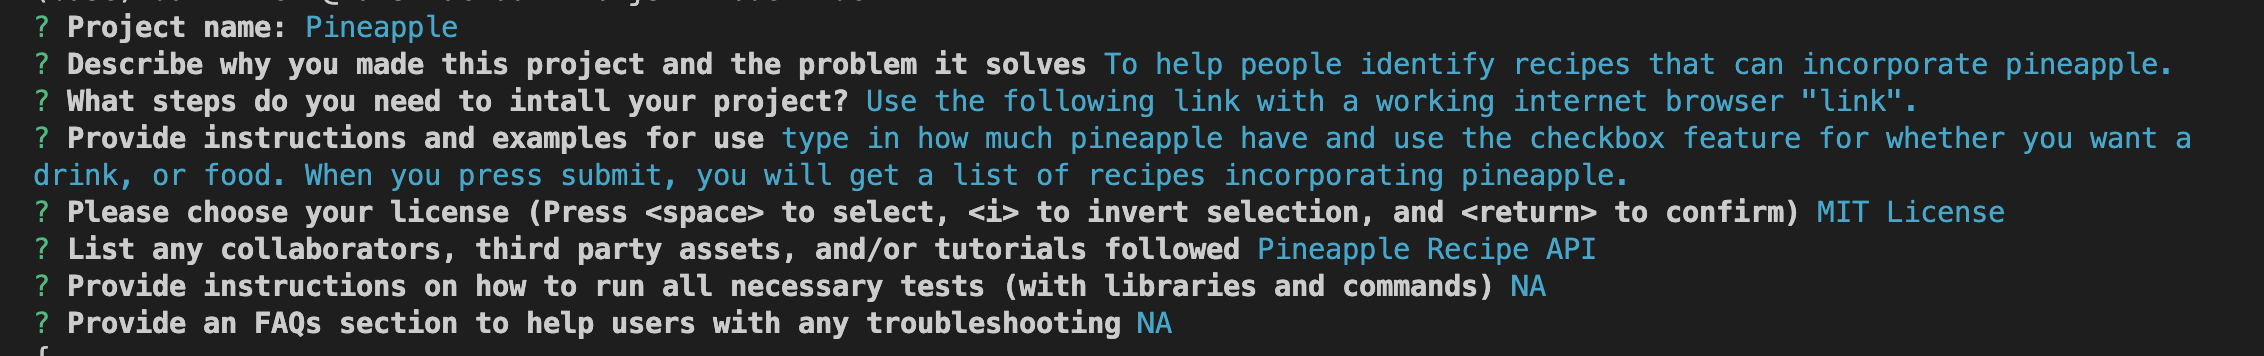 ? Project name: Pineapple
? Describe why you made this project and the problem it solves To help people identify recipes that can incorporate pineapple.
? What steps do you need to intall your project? Use the following link with a working internet browser "link".
? Provide instructions and examples for use type in how much pineapple have and use the checkbox feature for whether you want a
drink, or food. When you press submit, you will get a list of recipes incorporating pineapple.
? Please choose your license (Press <space> to select, <i> to invert selection, and <return> to confirm) MIT License
? List any collaborators, third party assets, and/or tutorials followed Pineapple Recipe API
? Provide instructions on how to run all necessary tests (with libraries and commands) NA
? Provide an FAQs section to help users with any troubleshooting NA
{